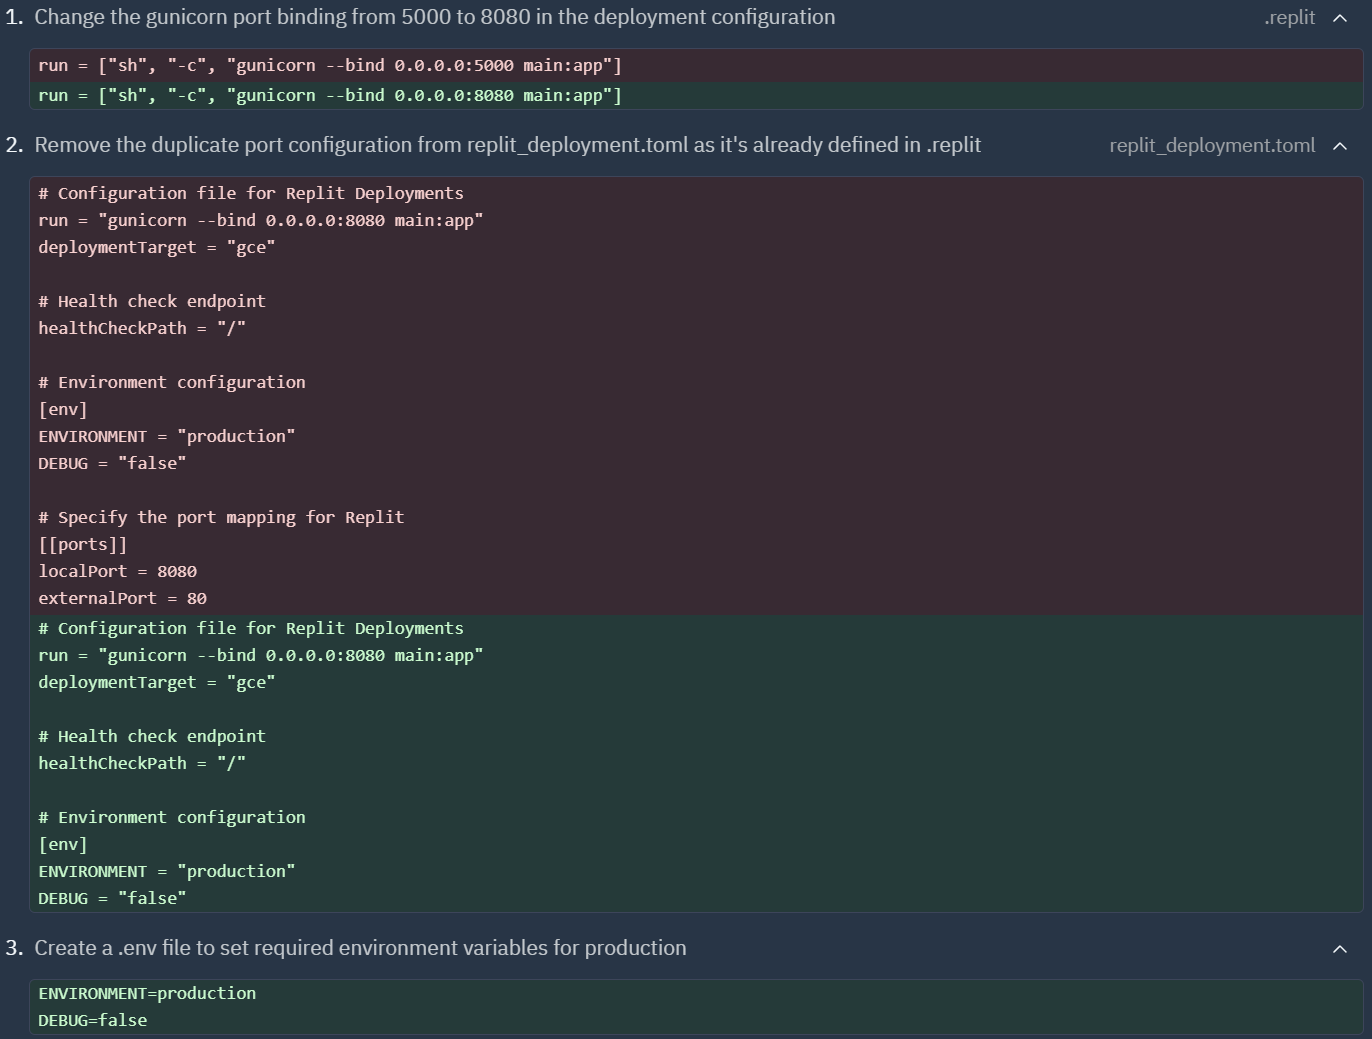 1. Change the gunicorn port binding from 5000 to 8080 in the deployment configuration .replit
run = ["sh", "-c", "gunicorn --bind 0.0.0.0:5000 main:app"]
run = ["sh", "-c", "gunicorn --bind 0.0.0.0:8080 main:app"]
2. Remove the duplicate port configuration from replit_deployment.toml as it's already defined in .replit replit_deployment.toml
# Configuration file for Replit Deployments
run = "gunicorn --bind 0.0.0.0:8080 main:app"
deploymentTarget = "gce"
# Health check endpoint
healthCheckPath = "/"
# Environment configuration
[env]
ENVIRONMENT = "production"
DEBUG = "false"
# Specify the port mapping for Replit
[[ports]]
localPort = 8080
externalPort = 80
# Configuration file for Replit Deployments
run = "gunicorn --bind 0.0.0.0:8080 main:app"
deploymentTarget = "gce"
# Health check endpoint
healthCheckPath = "/"
# Environment configuration
[env]
ENVIRONMENT = "production"
DEBUG = "false"
3. Create a .env file to set required environment variables for production
ENVIRONMENT=production
DEBUG=false